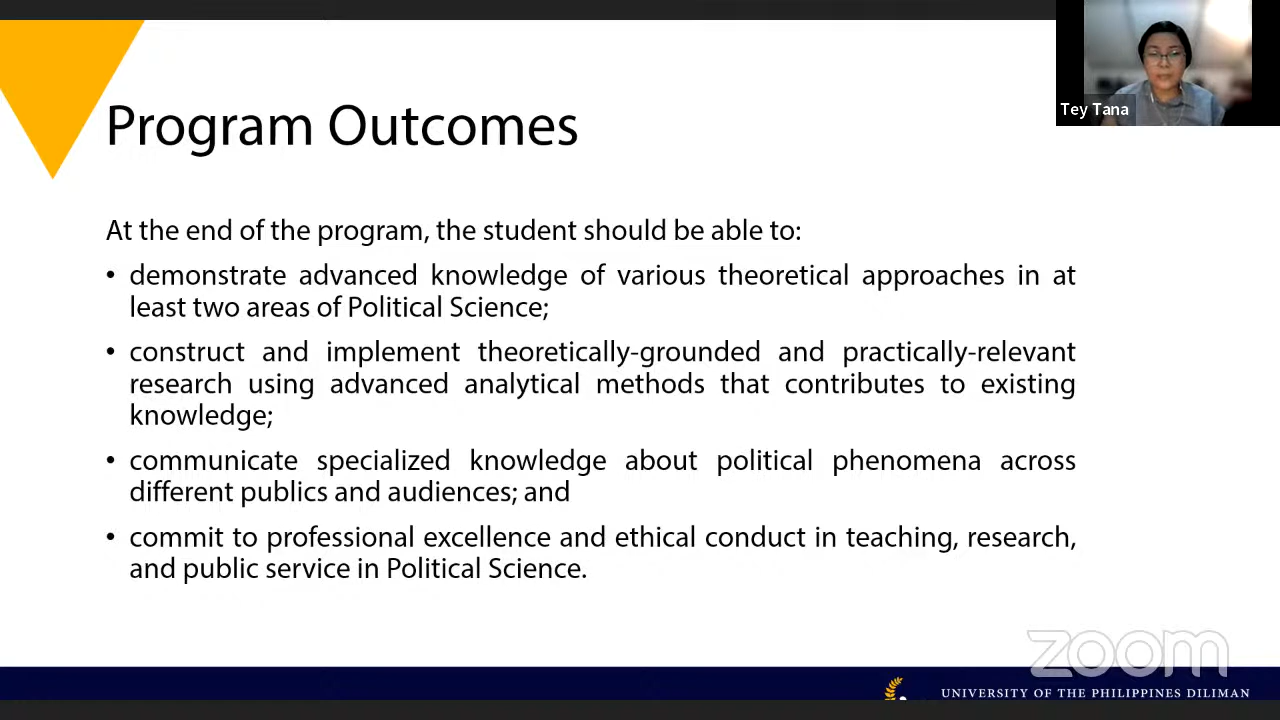 Tey Tana
Program Outcomes
At the end of the program, the student should be able to:
• demonstrate advanced knowledge of various theoretical approaches in at
least two areas of Political Science;
• construct and implement theoretically-grounded and practically-relevant
research using advanced analytical methods that contributes to existing
knowledge;
• communicate specialized knowledge about political phenomena across
different publics and audiences; and
• commit to professional excellence and ethical conduct in teaching, research,
and public service in Political Science.
zoom
UNIVERSITY OF THE PHILIPPINES DILIMAN